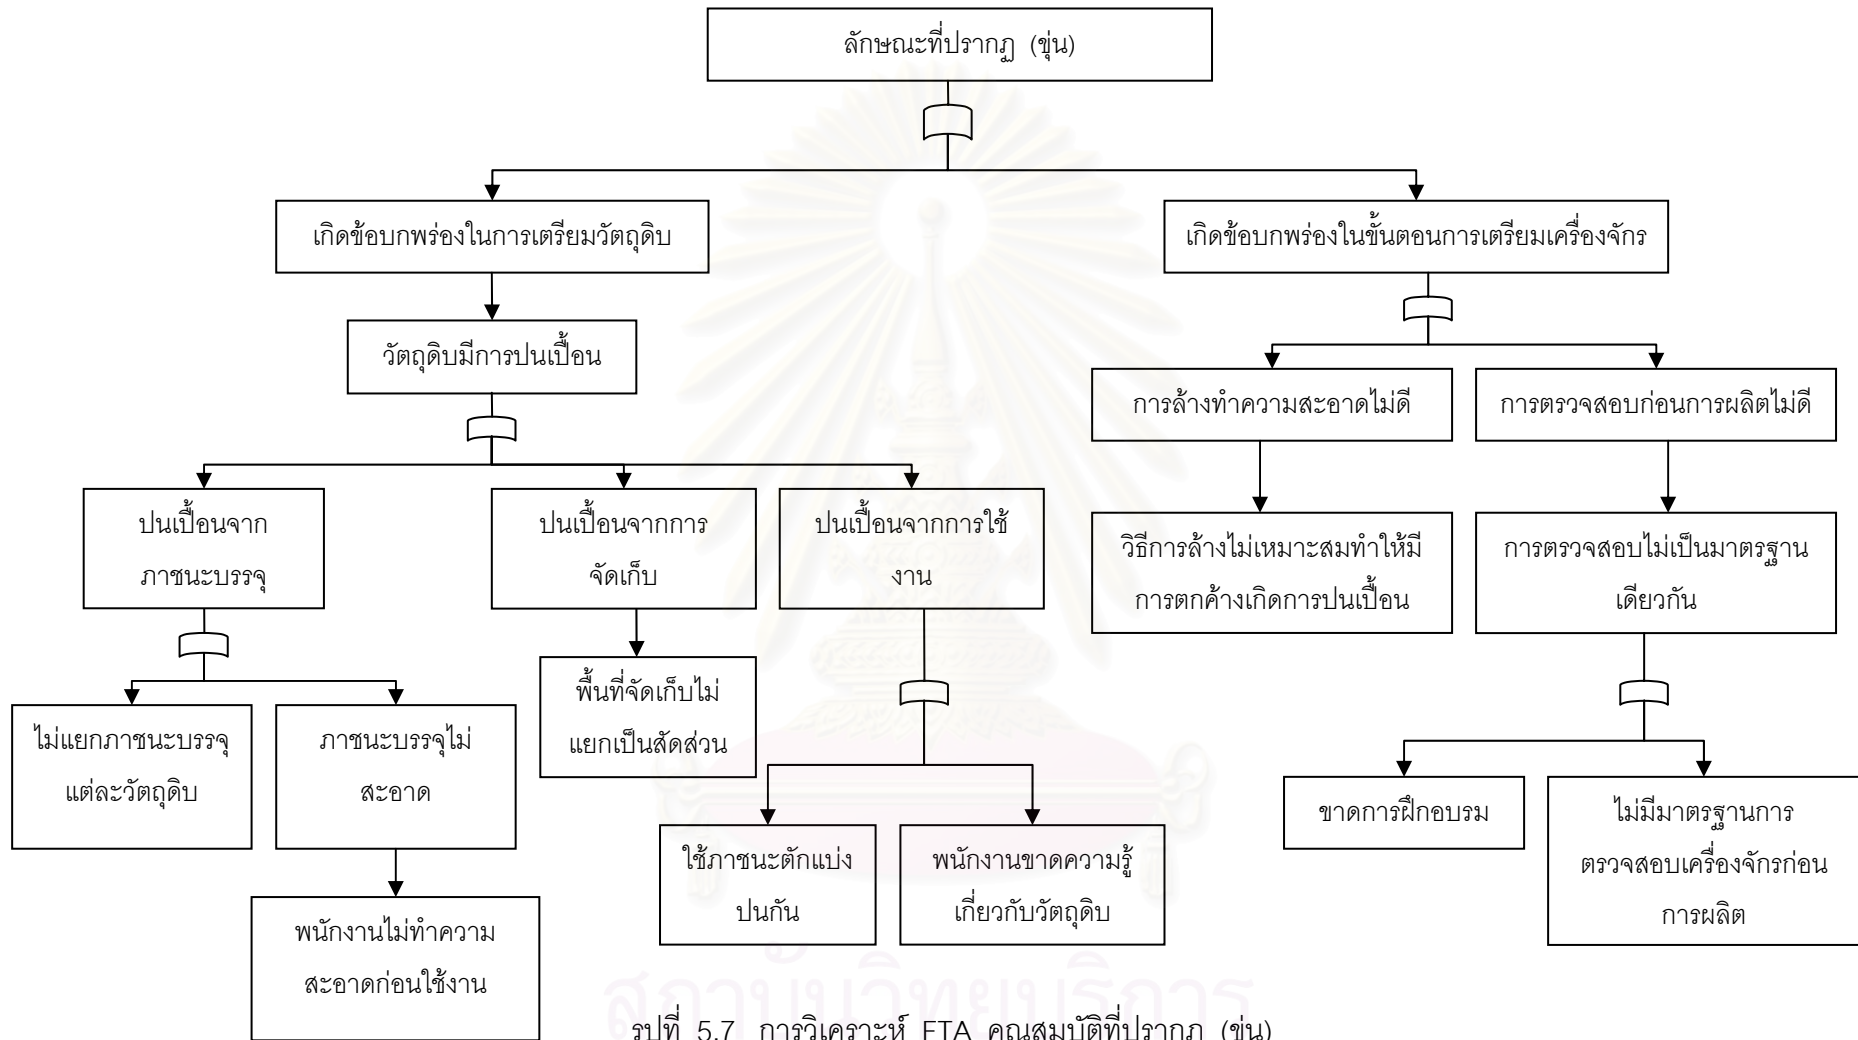 ลักษณะที่ปรากฏ (ขุ่น)
เกิดข้อบกพร่องในการเตรียมวัตถุดิบ
เกิดข้อบกพร่องในขั้นตอนการเตรียมเครื่องจักร
วัตถุดิบมีการปนเปื้อน
การล้างทำความสะอาดไม่ดี
การตรวจสอบก่อนการผลิตไม่ดี
ปนเปื้อนจาก
ภาชนะบรรจุ
ปนเปื้อนจากการ
จัดเก็บ
ปนเปื้อนจากการใช้
งาน
วิธีการล้างไม่เหมาะสมทำให้มี
การตกค้างเกิดการปนเปื้อน
การตรวจสอบไม่เป็นมาตรฐาน
เดียวกัน
ไม่แยกภาชนะบรรจุ
แต่ละวัตถุดิบ
ภาชนะบรรจุไม่
สะอาด
พื้นที่จัดเก็บไม่
แยกเป็นสัดส่วน
ใช้ภาชนะตักแบ่ง
ปนกัน
พนักงานขาดความรู้
เกี่ยวกับวัตถุดิบ
ขาดการฝึกอบรม
ไม่มีมาตรฐานการ
ตรวจสอบเครื่องจักรก่อน
การผลิต
พนักงานไม่ทำความ
สะอาดก่อนใช้งาน
สถาบันวิทยบริการ
รูปที่ 5.7 การวิเคราะห์ FTA คุณสมบัติที่ปรากฏ (ขุ่น)